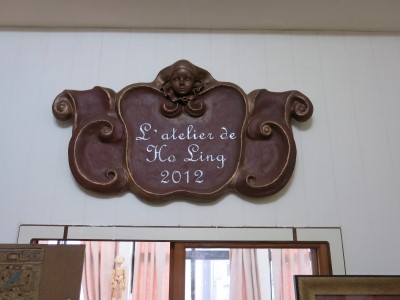 L'atelier de
Ho Ling
2012